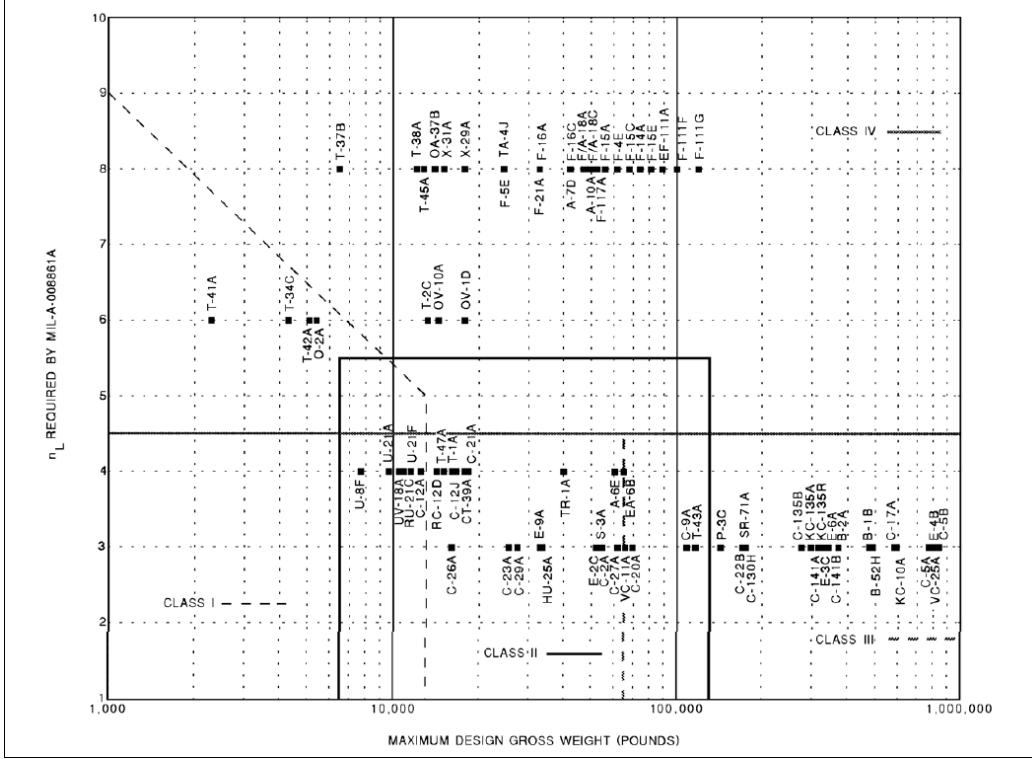 10
9
8
7
6
5
4
3
2
1
n_L REQUIRED BY MIL-A-008861A
CLASS IV
T-37B
T-38A
OA-37B
X-31A
X-29A
TA-4J
F-16A
F-16C
F/A-18A
F/A-18C
F-15A
F-4E
F-15C
F-14A
F-15E
EF-111A
F-111F
F-111G
T-45A
F-5E
F-21A
A-7D
A-10A
F-117A
T-41A
T-34C
T-2C
OV-10A
OV-1D
T-42A
O-2A
U-21A
U-21F
T-47A
T-1A
C-21A
U-8F
UV-18A
RU-21C
C-12A
RC-12D
C-12J
CT-39A
TR-1A
A-6E
EA-6B
E-9A
S-3A
C-9A
T-43A
P-3C
SR-71A
C-135B
KC-135A
KC-135R
E-6A
B-2A
B-1B
C-17A
E-4B
C-5B
C-26A
C-23A
C-29A
HU-25A
E-2C
C-2A
C-27A
VC-11A
C-20A
C-22B
C-130H
C-141A
E-3C
C-141B
B-52H
KC-10A
C-5A
VC-25A
CLASS I
CLASS II
CLASS III
1,000
10,000
100,000
1,000,000
MAXIMUM DESIGN GROSS WEIGHT (POUNDS)